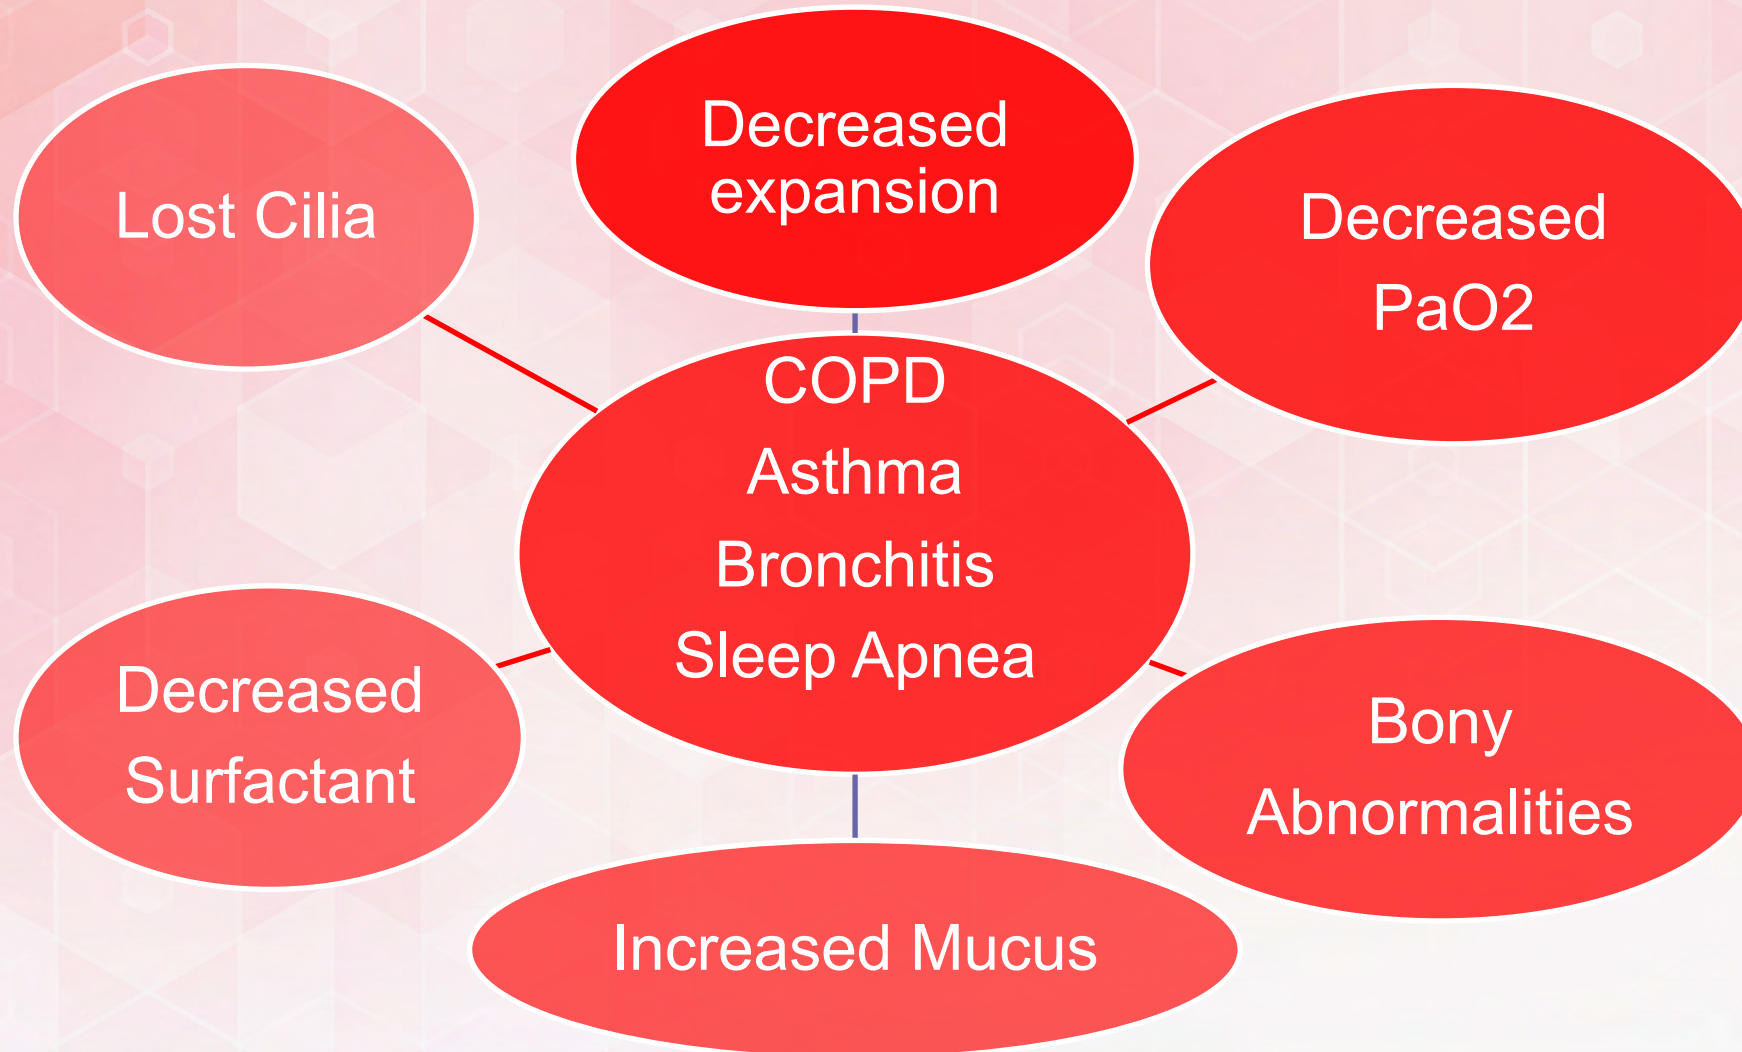 Decreased
expansion
Lost Cilia
Decreased
PaO2
COPD
Asthma
Bronchitis
Sleep Apnea
Decreased
Surfactant
Bony
Abnormalities
Increased Mucus